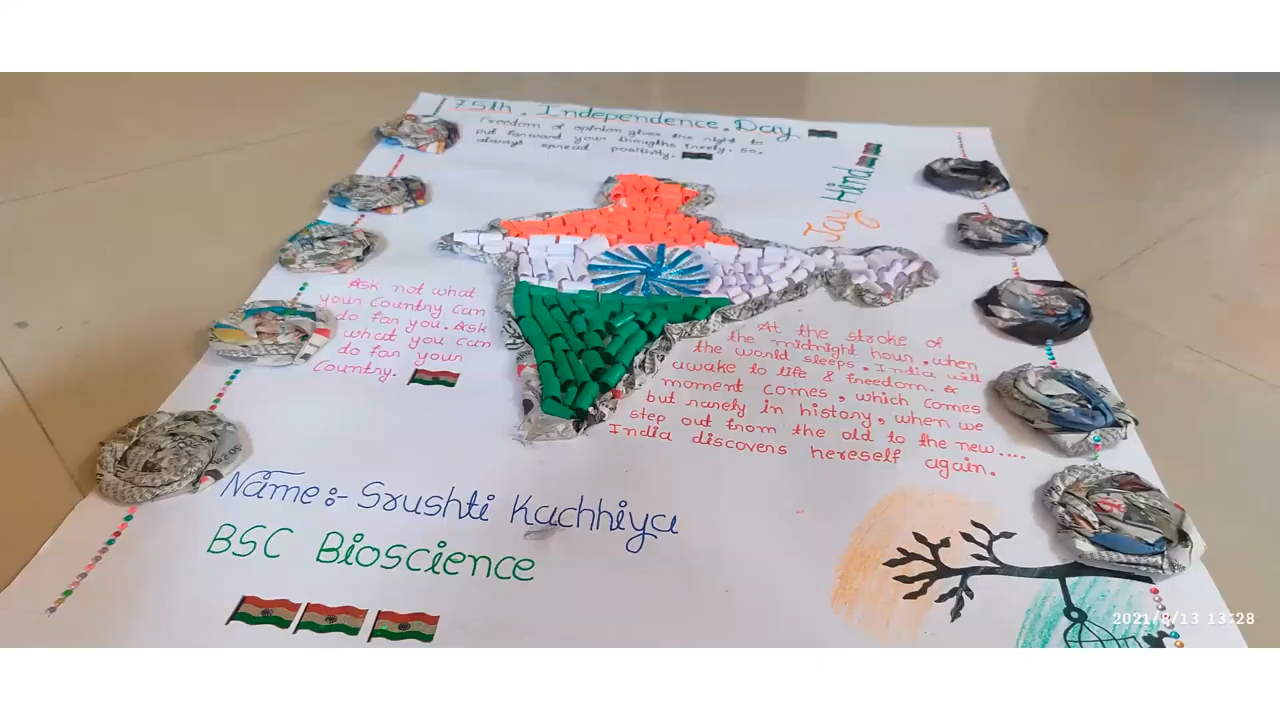 75th Independence Day
Freedom of opinion gives the right to
put forward your thougths freely. So,
always spread positivity.
Jay Hind
Ask not what
your Country can
do for you. Ask
what you can
do for your
Country.
At the stroke of
the midnight hour, when
the world sleeps, India will
awake to life & freedom. A
moment comes, which comes
but rarely in history, when we
step out from the old to the new....
India discovers hereself again.
Name:- Srushti Kachhiya
BSC Bioscience
2021/8/13 13:28